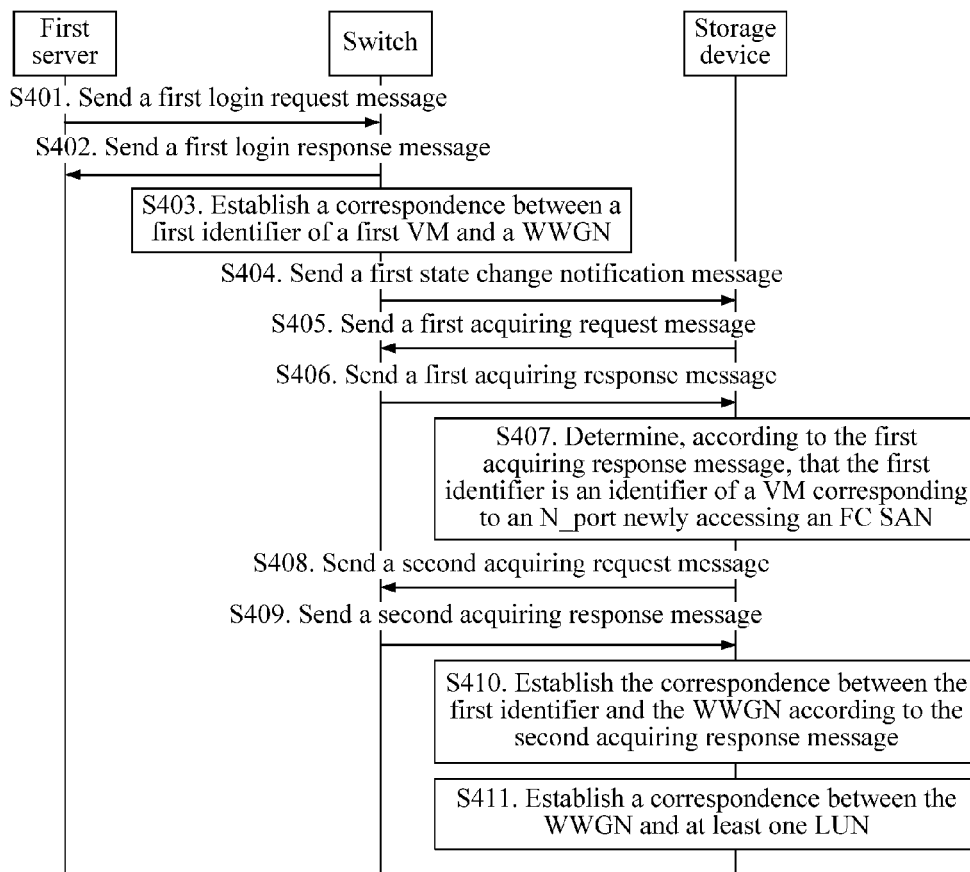 First
server
Switch
Storage
device
S401. Send a first login request message
S402. Send a first login response message
S403. Establish a correspondence between a
first identifier of a first VM and a WWGN
S404. Send a first state change notification message
S405. Send a first acquiring request message
S406. Send a first acquiring response message
S407. Determine, according to the first
acquiring response message, that the first
identifier is an identifier of a VM corresponding
to an N_port newly accessing an FC SAN
S408. Send a second acquiring request message
S409. Send a second acquiring response message
S410. Establish the correspondence between the
first identifier and the WWGN according to the
second acquiring response message
S411. Establish a correspondence between the
WWGN and at least one LUN